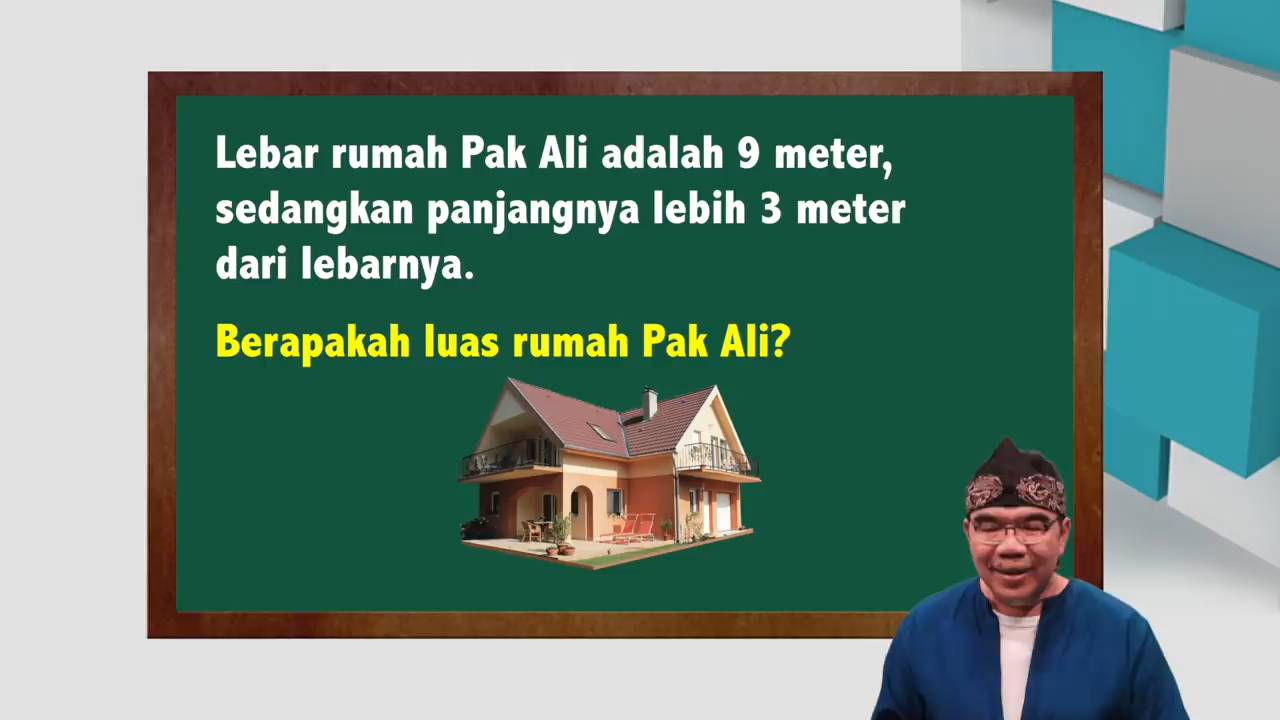 Lebar rumah Pak Ali adalah 9 meter,
sedangkan panjangnya lebih 3 meter
dari lebarnya.
Berapakah luas rumah Pak Ali?